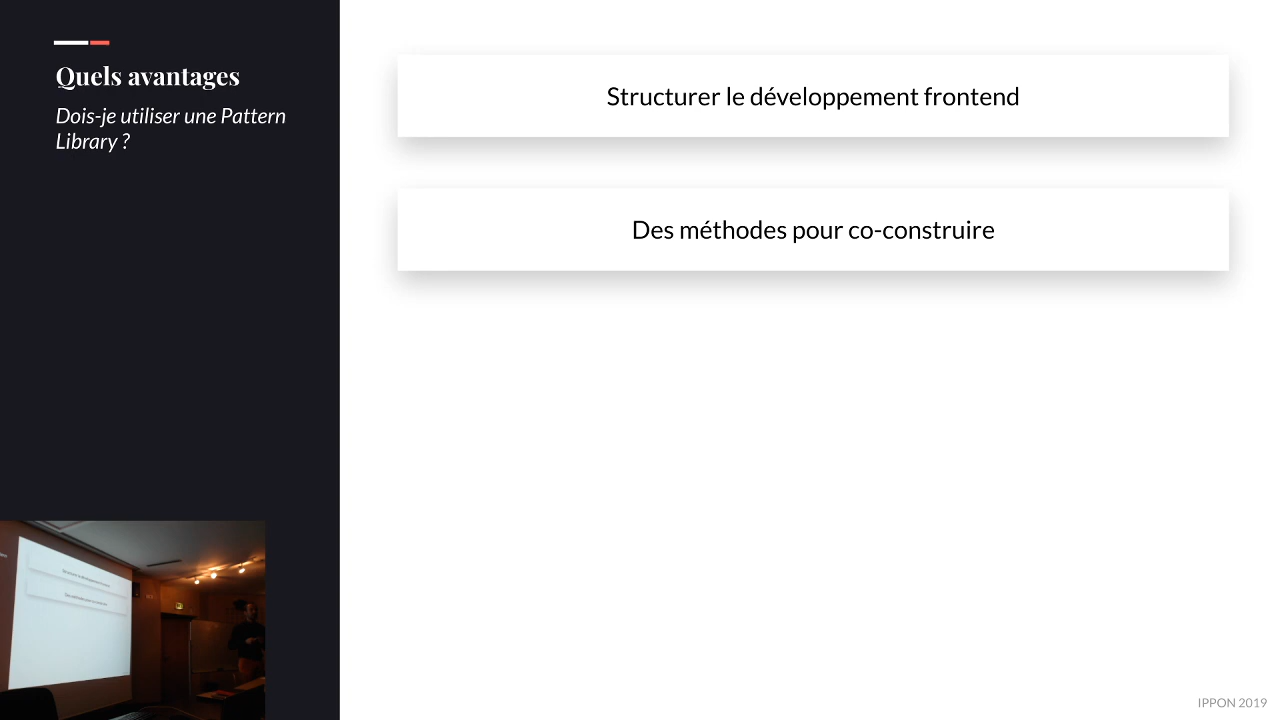 Quels avantages
Dois-je utiliser une Pattern
Library ?
Structurer le développement frontend
Des méthodes pour co-construire
IPPON 2019